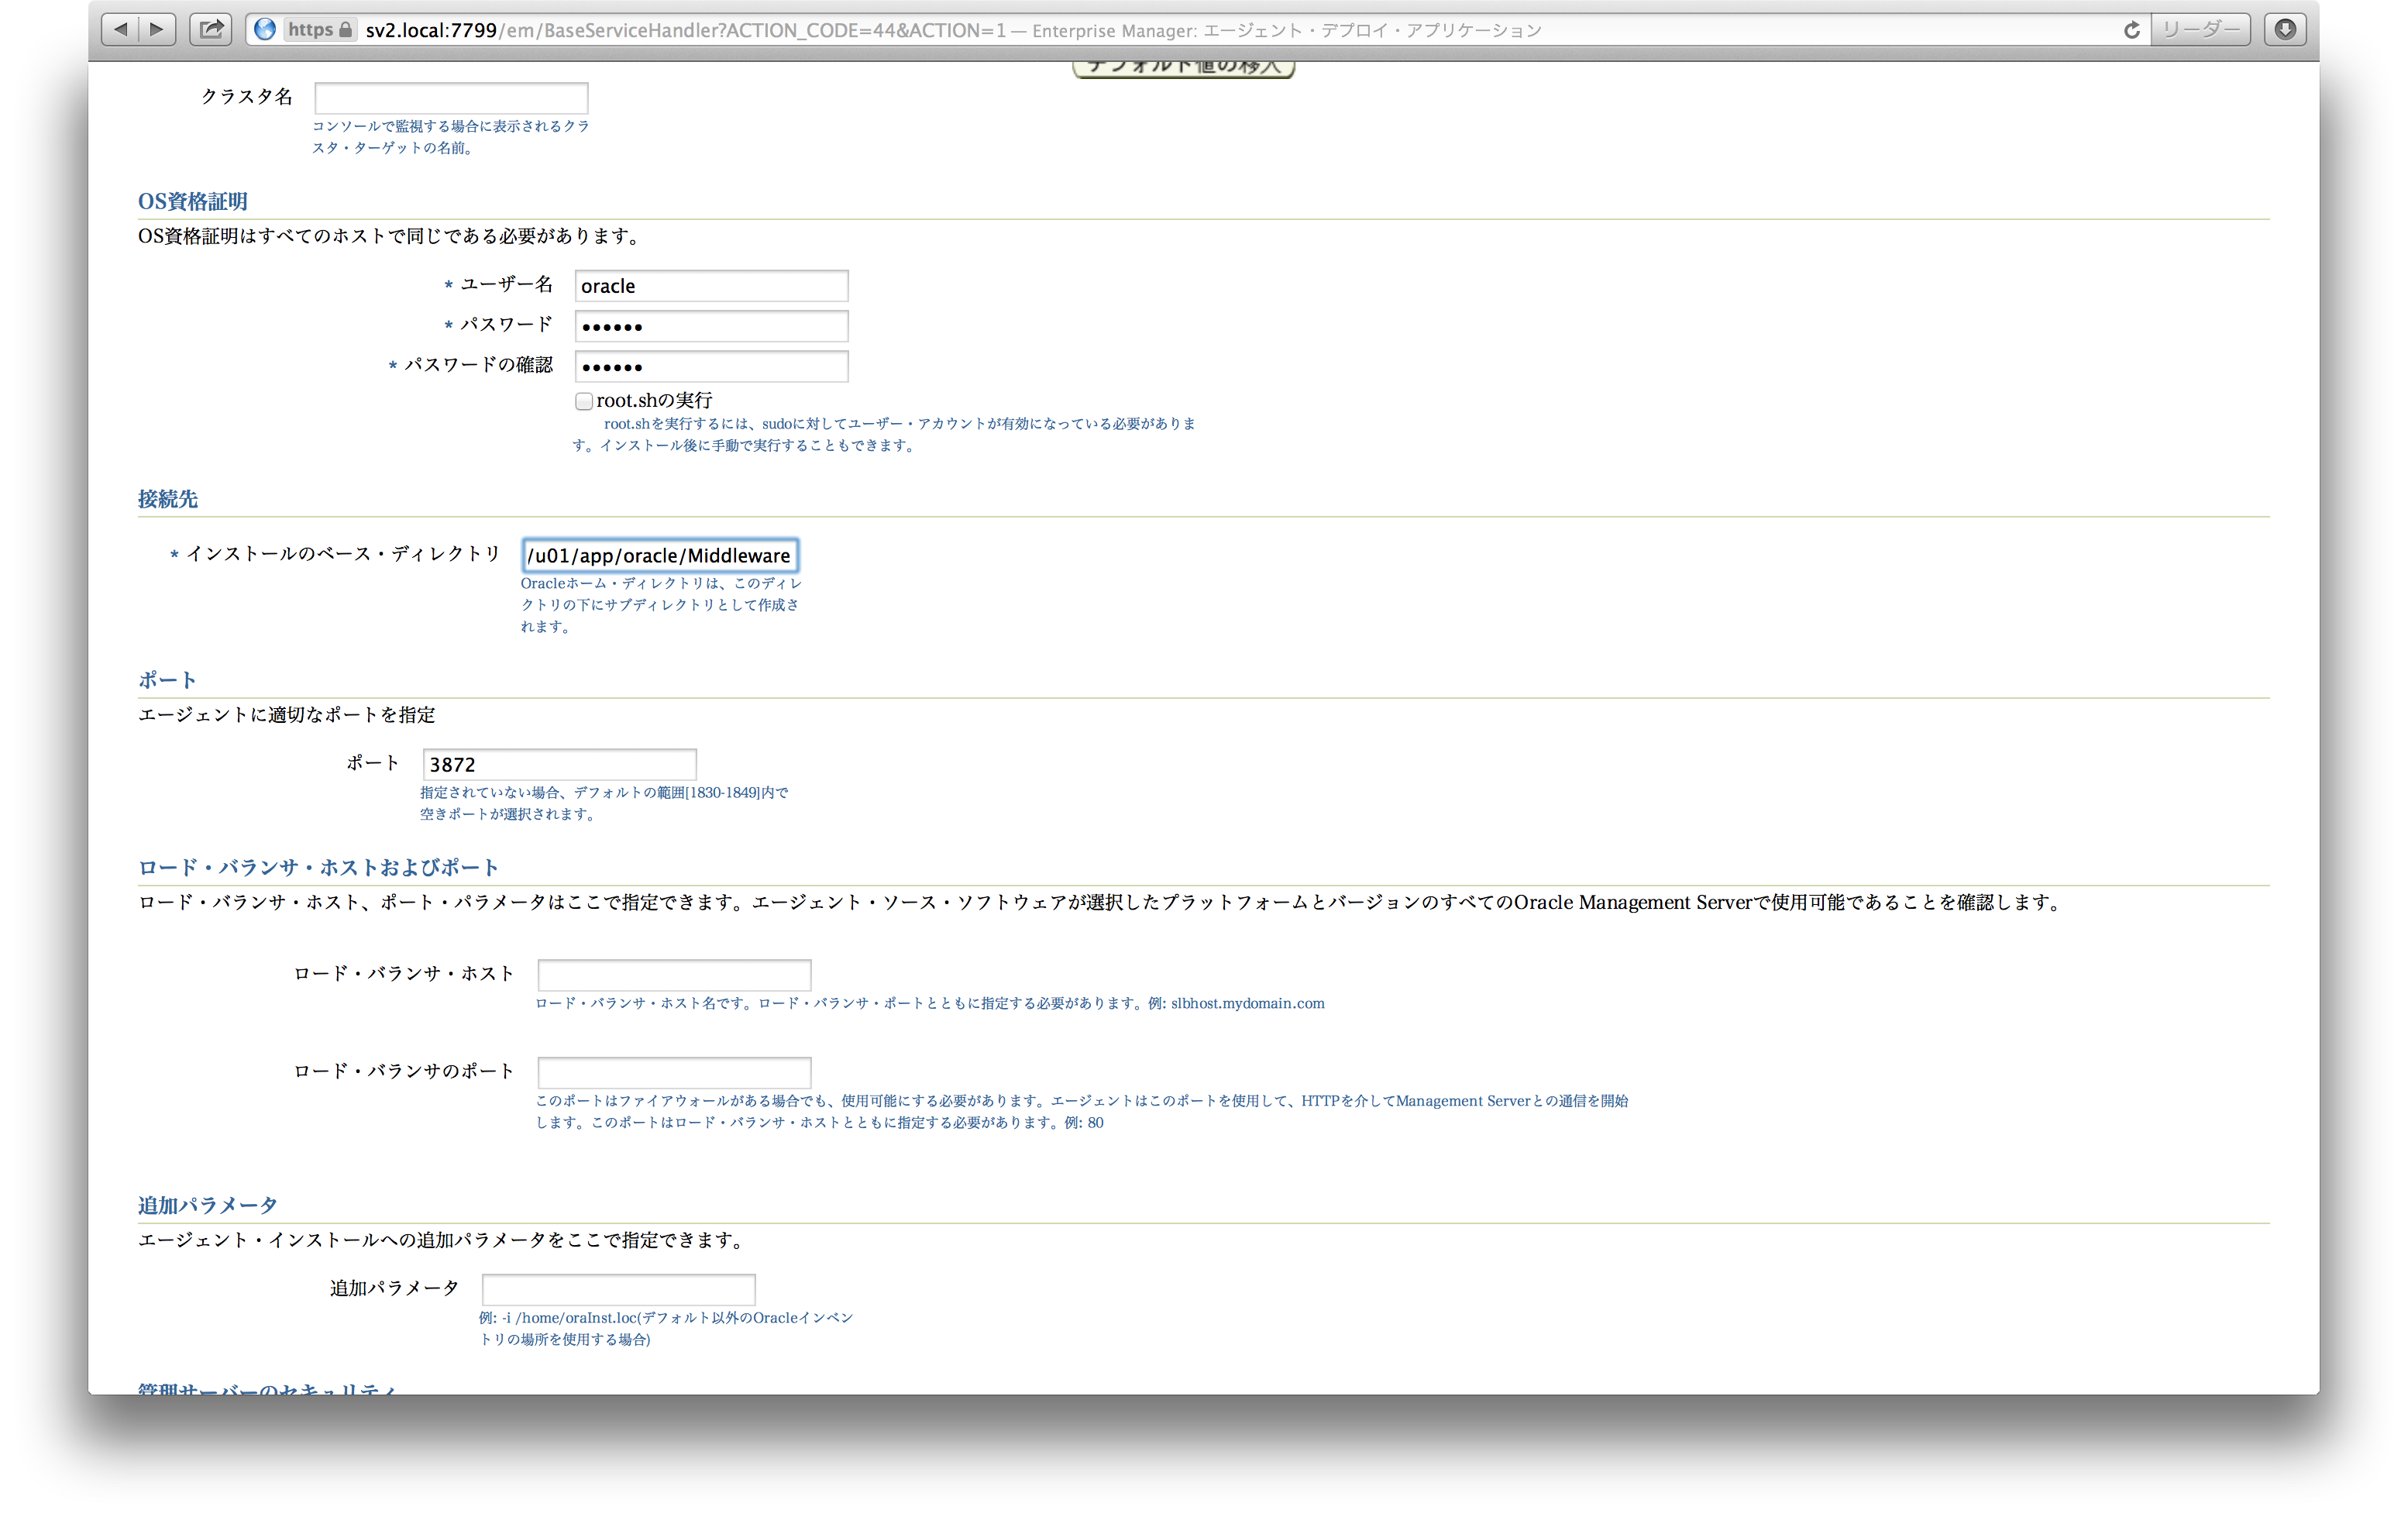 https sv2.local:7799/em/BaseServiceHandler?ACTION_CODE=44&ACTION=1 — Enterprise Manager: エージェント・デプロイ・アプリケーション リーダー
デフォルト値の移入
クラスタ名
コンソールで監視する場合に表示されるクラ
スタ・ターゲットの名前。
OS資格証明
OS資格証明はすべてのホストで同じである必要があります。
* ユーザー名 oracle
* パスワード ••••••
* パスワードの確認 ••••••
root.shの実行
root.shを実行するには、sudoに対してユーザー・アカウントが有効になっている必要がありま
す。インストール後に手動で実行することもできます。
接続先
* インストールのベース・ディレクトリ /u01/app/oracle/Middleware
Oracleホーム・ディレクトリは、このディレ
クトリの下にサブディレクトリとして作成さ
れます。
ポート
エージェントに適切なポートを指定
ポート 3872
指定されていない場合、デフォルトの範囲[1830-1849]内で
空きポートが選択されます。
ロード・バランサ・ホストおよびポート
ロード・バランサ・ホスト、ポート・パラメータはここで指定できます。エージェント・ソース・ソフトウェアが選択したプラットフォームとバージョンのすべてのOracle Management Serverで使用可能であることを確認します。
ロード・バランサ・ホスト
ロード・バランサ・ホスト名です。ロード・バランサ・ポートとともに指定する必要があります。例: slbhost.mydomain.com
ロード・バランサのポート
このポートはファイアウォールがある場合でも、使用可能にする必要があります。エージェントはこのポートを使用して、HTTPを介してManagement Serverとの通信を開始
します。このポートはロード・バランサ・ホストとともに指定する必要があります。例: 80
追加パラメータ
エージェント・インストールへの追加パラメータをここで指定できます。
追加パラメータ
例: -i /home/oraInst.loc(デフォルト以外のOracleインベン
トリの場所を使用する場合)
管理サーバーのセキュリティ